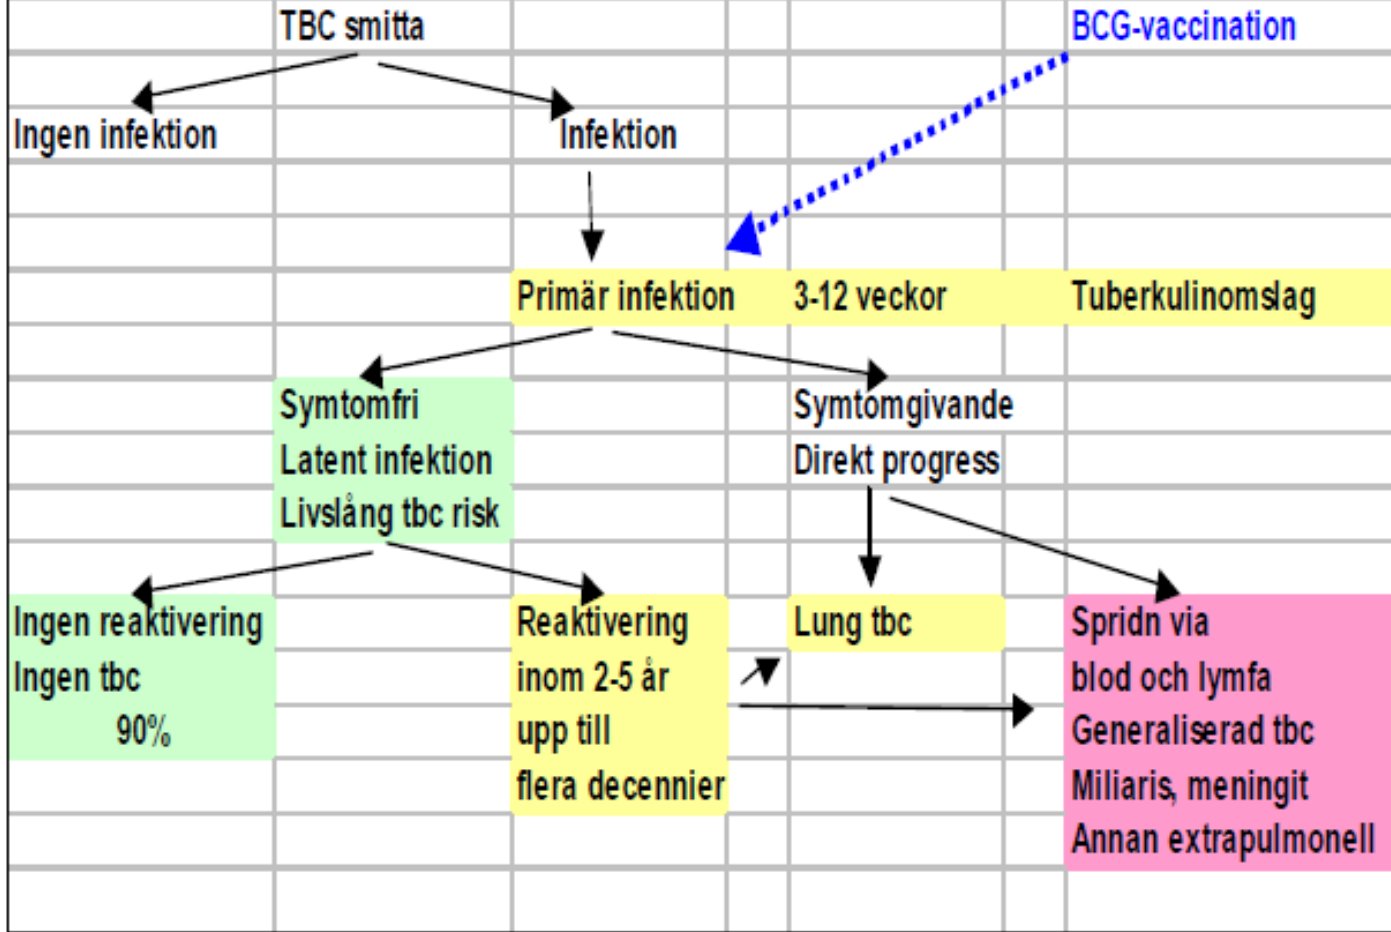 TBC smitta BCG-vaccination
Ingen infektion Infektion
Primär infektion 3-12 veckor Tuberkulinomslag
Symtomfri Symtomgivande
Latent infektion Direkt progress
Livslång tbc risk
Ingen reaktivering Reaktivering Lung tbc Spridn via
Ingen tbc inom 2-5 år blod och lymfa
90% upp till Generaliserad tbc
flera decennier Miliaris, meningit
Annan extrapulmonell